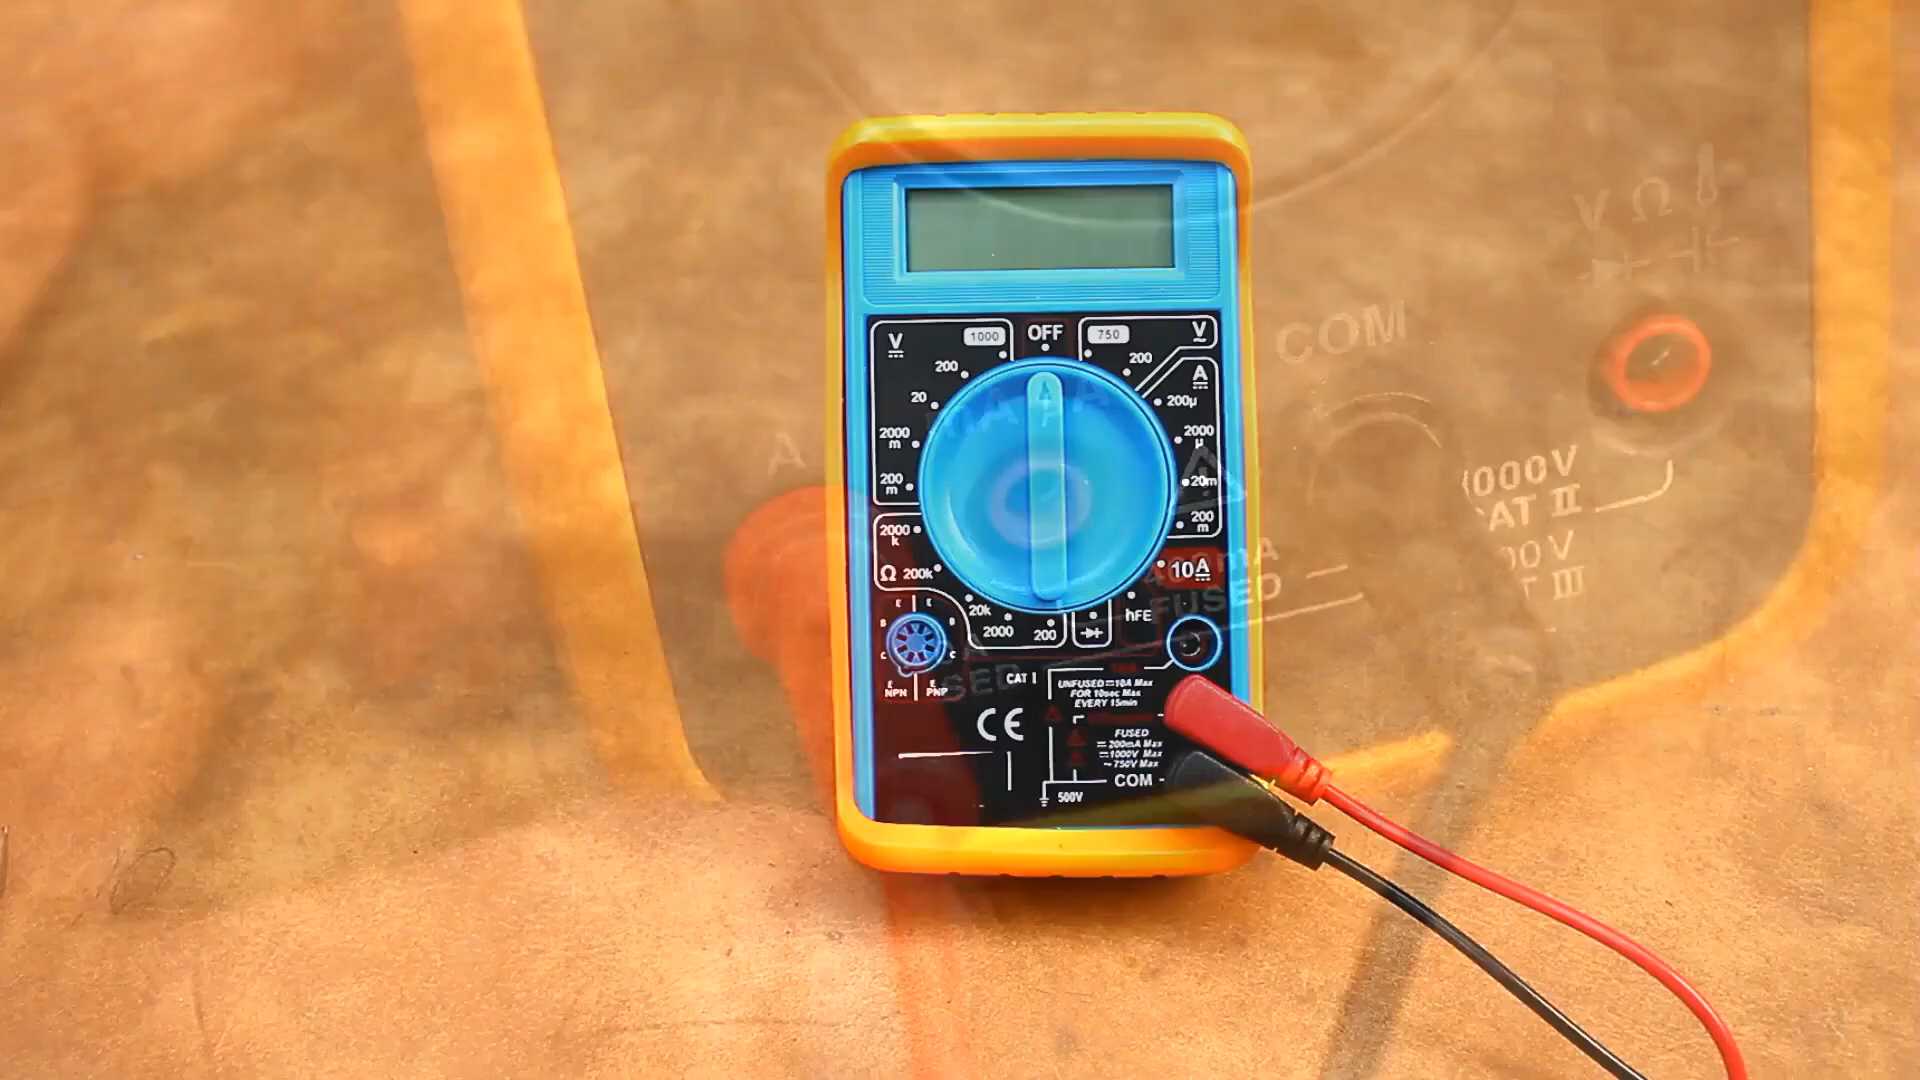 V
1000
OFF
750
V
200
200
A
20
200µ
2000
m
2000
µ
200
m
20m
200
m
2000
k
Ω 200k
10A
20k
2000
200
hFE
E E
B B
C C
E E
NPN PNP
CAT I
UNFUSED 10A Max
FOR 10sec Max
EVERY 15min
CE
FUSED
200mA Max
1000V Max
750V Max
COM
500V
A
mA
COM
V Ω
FUSED
1000V
CAT II